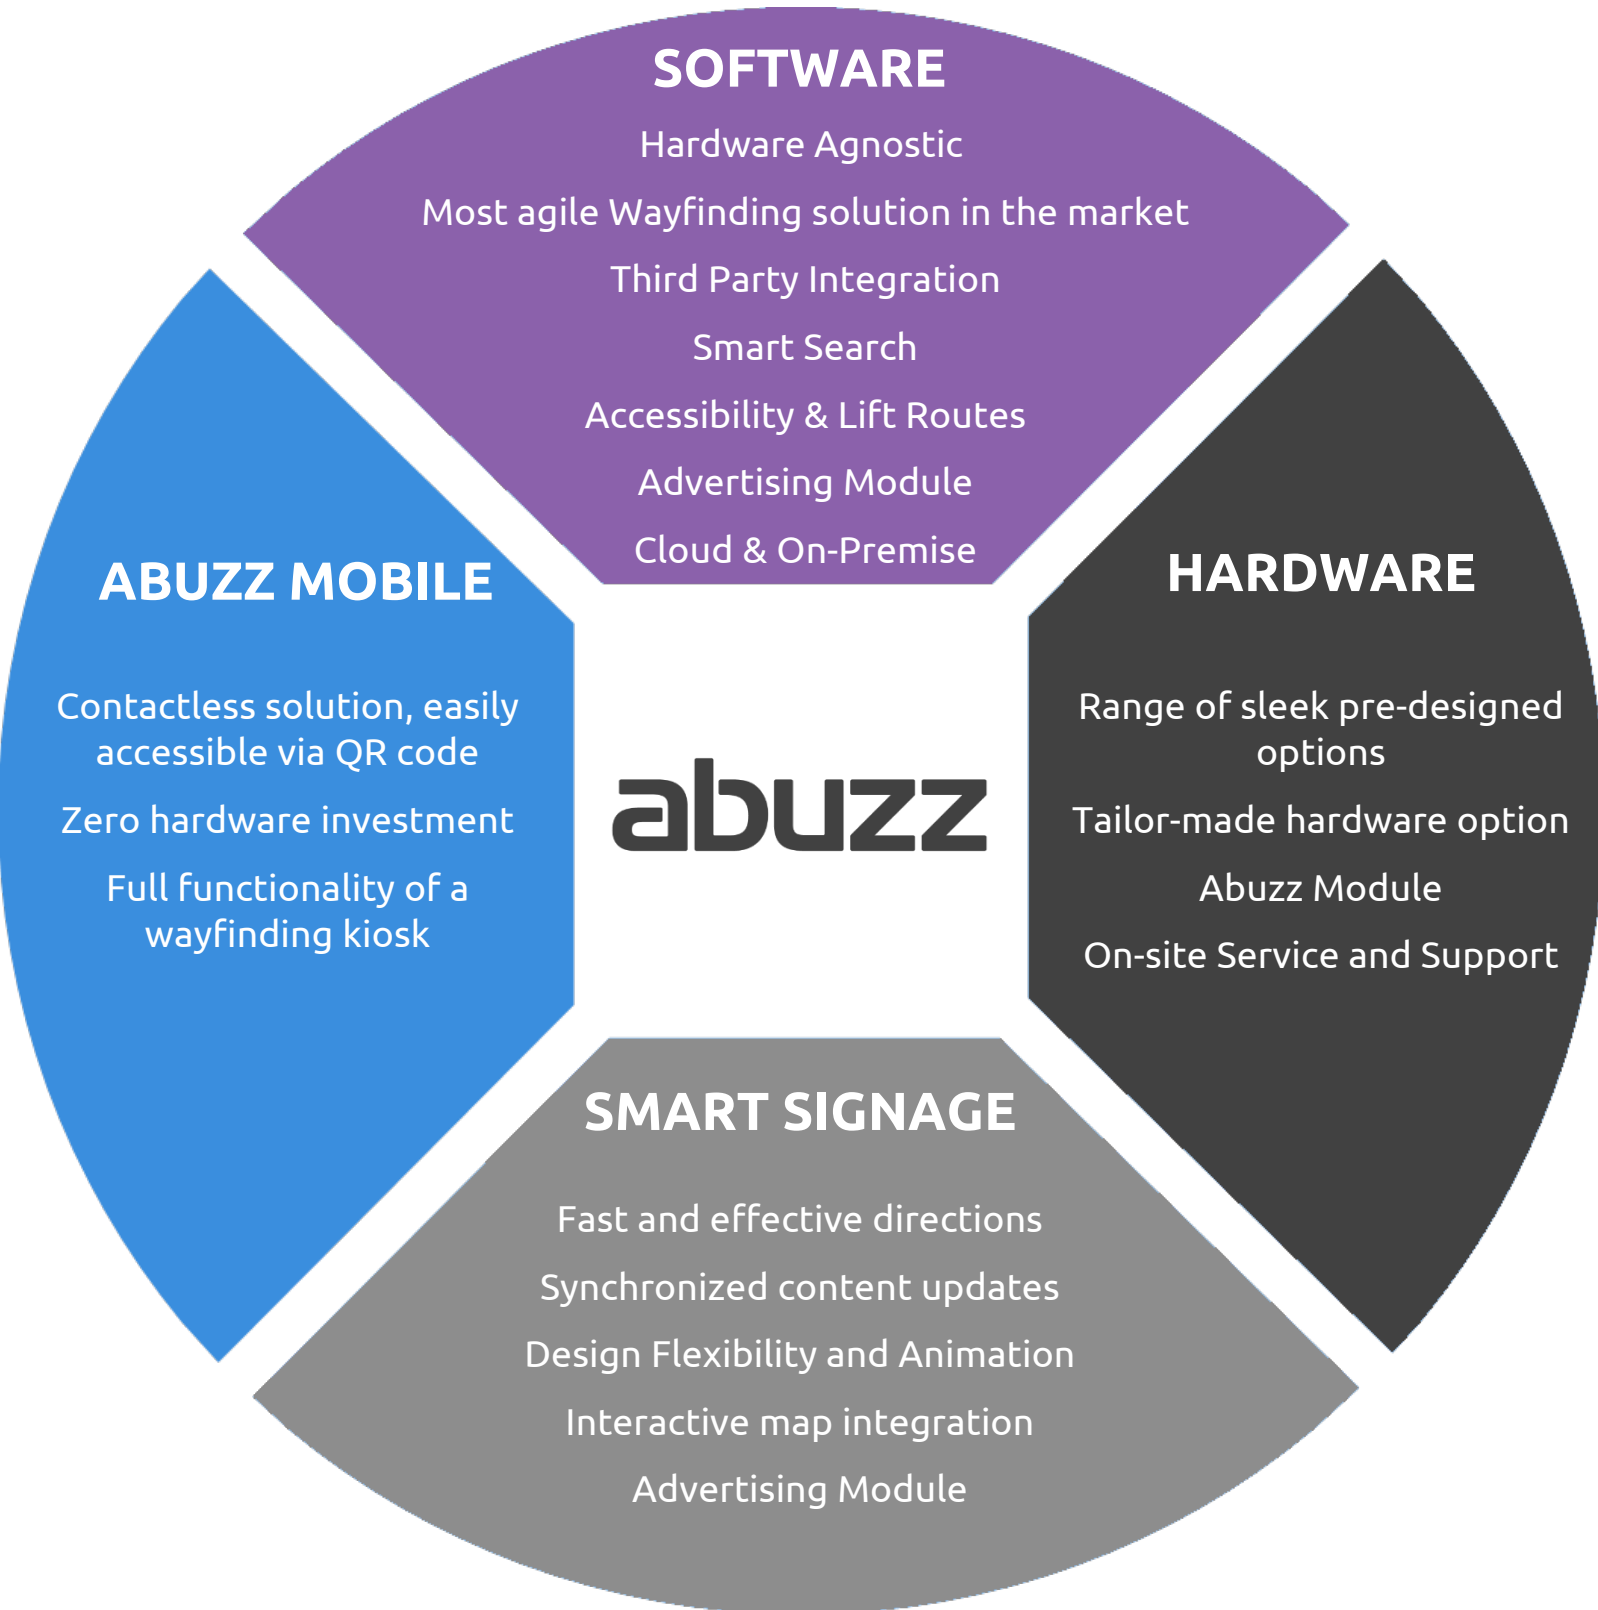 SOFTWARE
Hardware Agnostic
Most agile Wayfinding solution in the market
Third Party Integration
Smart Search
Accessibility & Lift Routes
Advertising Module
Cloud & On-Premise
ABUZZ MOBILE
Contactless solution, easily
accessible via QR code
Zero hardware investment
Full functionality of a
wayfinding kiosk
abuzz
HARDWARE
Range of sleek pre-designed
options
Tailor-made hardware option
Abuzz Module
On-site Service and Support
SMART SIGNAGE
Fast and effective directions
Synchronized content updates
Design Flexibility and Animation
Interactive map integration
Advertising Module